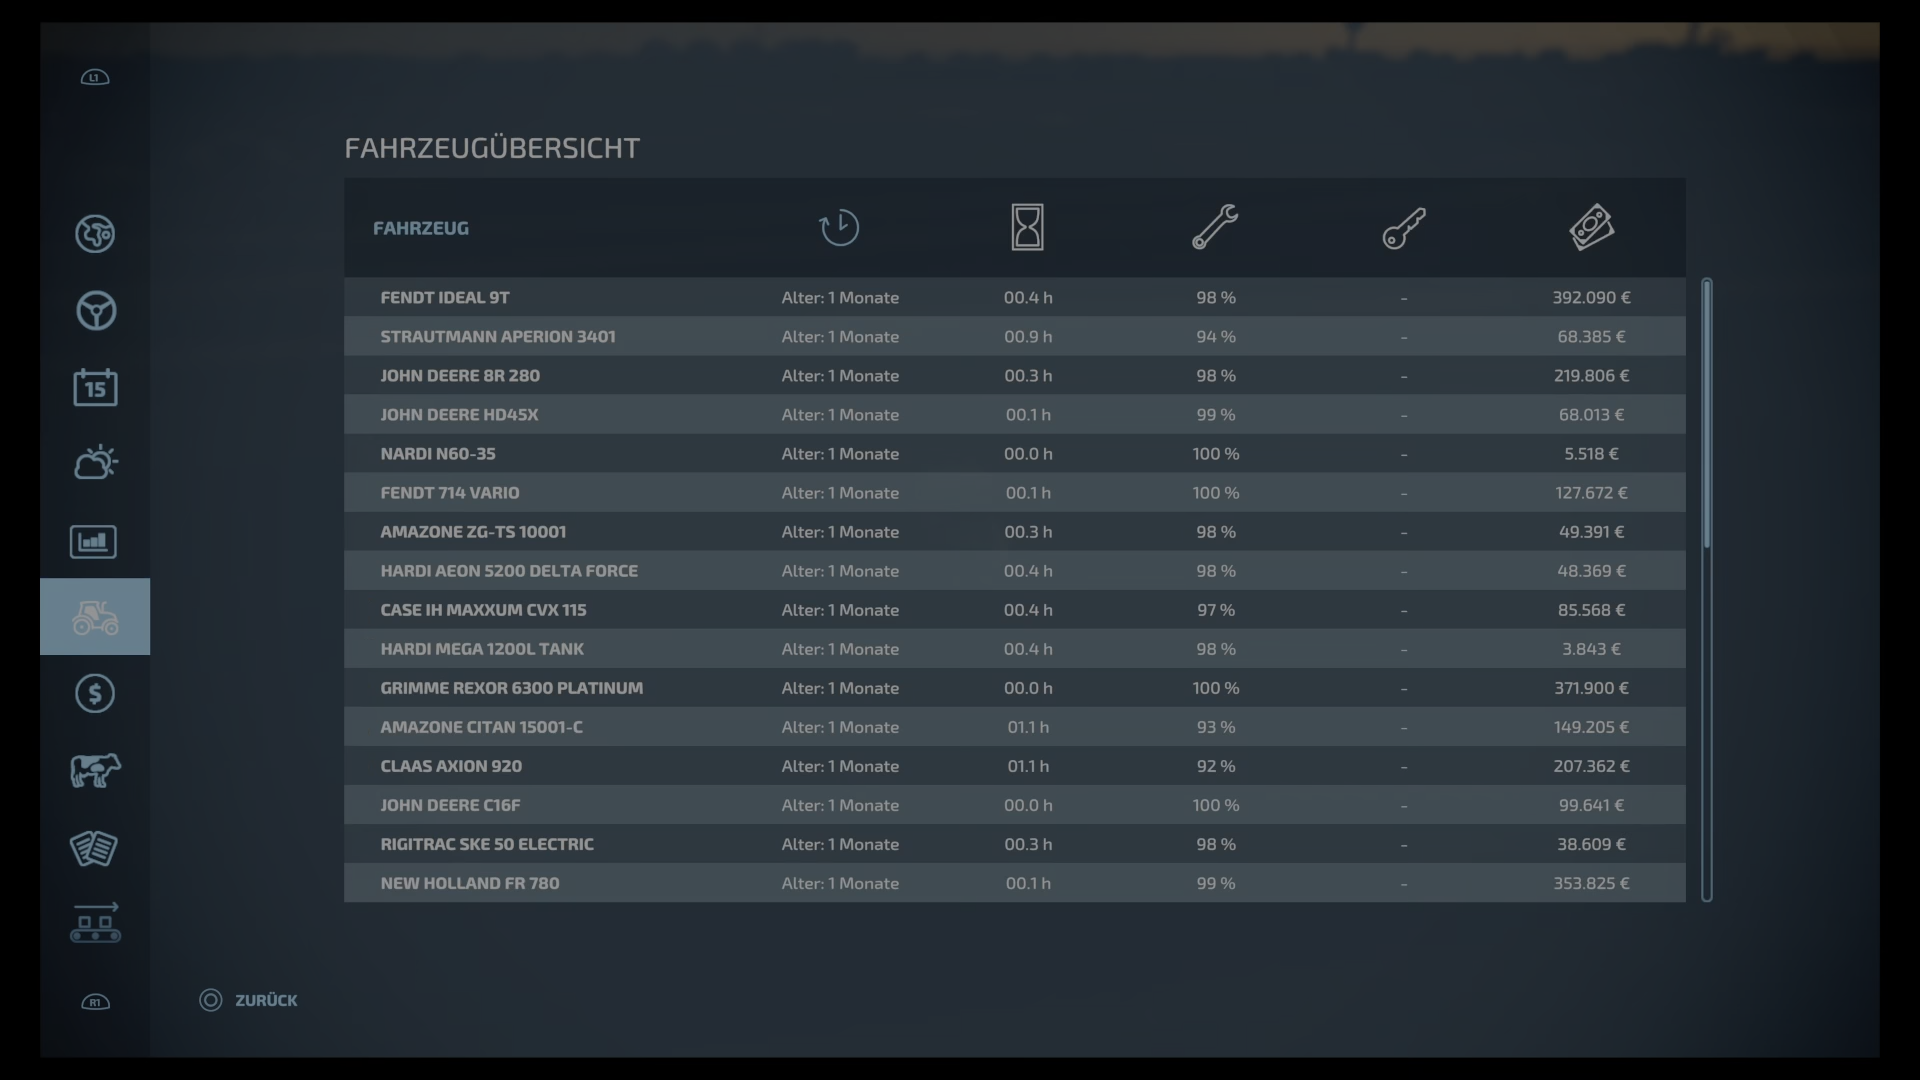 L1
FAHRZEUGÜBERSICHT
FAHRZEUG
FENDT IDEAL 9T Alter: 1 Monate 00.4 h 98 % - 392.090 €
STRAUTMANN APERION 3401 Alter: 1 Monate 00.9 h 94 % - 68.385 €
JOHN DEERE 8R 280 Alter: 1 Monate 00.3 h 98 % - 219.806 €
JOHN DEERE HD45X Alter: 1 Monate 00.1 h 99 % - 68.013 €
NARDI N60-35 Alter: 1 Monate 00.0 h 100 % - 5.518 €
FENDT 714 VARIO Alter: 1 Monate 00.1 h 100 % - 127.672 €
AMAZONE ZG-TS 10001 Alter: 1 Monate 00.3 h 98 % - 49.391 €
HARDI AEON 5200 DELTA FORCE Alter: 1 Monate 00.4 h 98 % - 48.369 €
CASE IH MAXXUM CVX 115 Alter: 1 Monate 00.4 h 97 % - 85.568 €
HARDI MEGA 1200L TANK Alter: 1 Monate 00.4 h 98 % - 3.843 €
GRIMME REXOR 6300 PLATINUM Alter: 1 Monate 00.0 h 100 % - 371.900 €
AMAZONE CITAN 15001-C Alter: 1 Monate 01.1 h 93 % - 149.205 €
CLAAS AXION 920 Alter: 1 Monate 01.1 h 92 % - 207.362 €
JOHN DEERE C16F Alter: 1 Monate 00.0 h 100 % - 99.641 €
RIGITRAC SKE 50 ELECTRIC Alter: 1 Monate 00.3 h 98 % - 38.609 €
NEW HOLLAND FR 780 Alter: 1 Monate 00.1 h 99 % - 353.825 €
15
$
R1
ZURÜCK